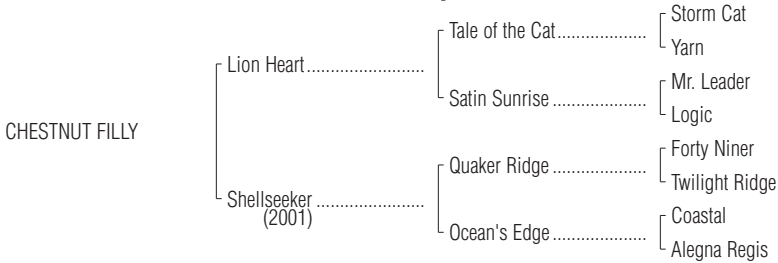 Storm Cat
Tale of the Cat....................
Yarn
Lion Heart..........................
Mr. Leader
Satin Sunrise .....................
Logic
CHESTNUT FILLY
Forty Niner
Quaker Ridge .....................
Twilight Ridge
Shellseeker ........................
(2001)
Coastal
Ocean's Edge .....................
Alegna Regis